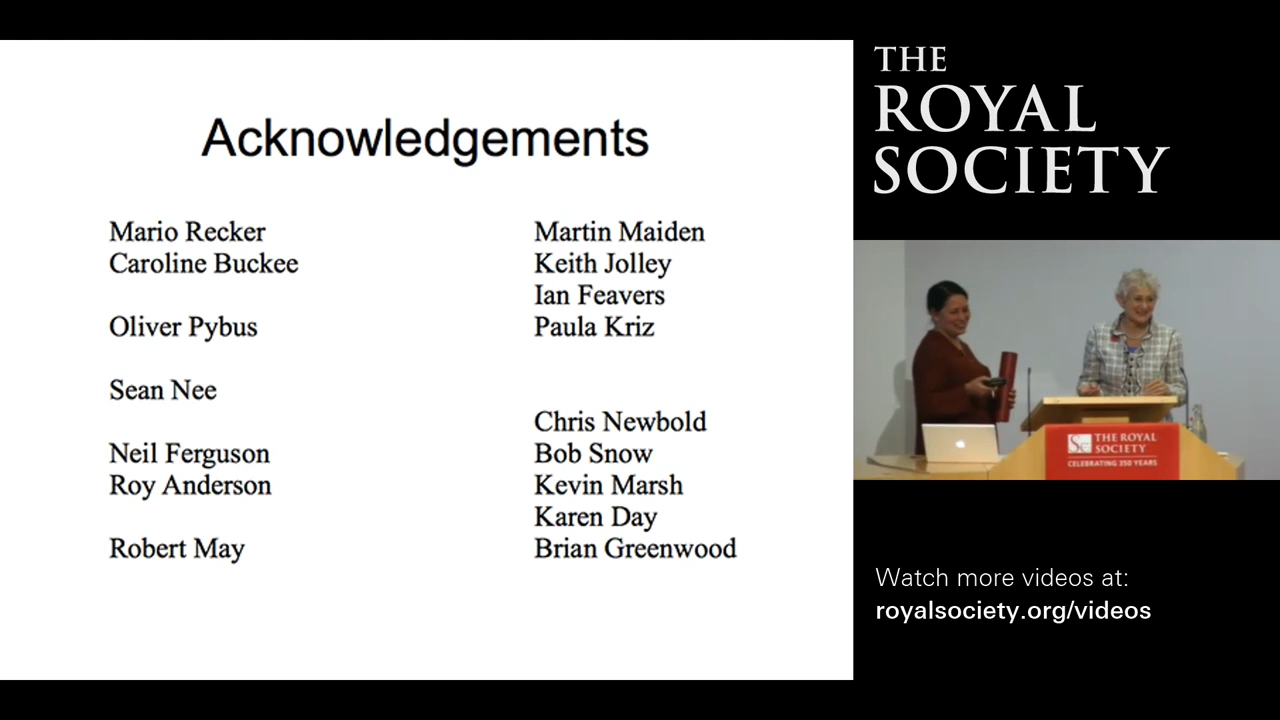 Acknowledgements
Mario Recker
Caroline Buckee
Oliver Pybus
Sean Nee
Neil Ferguson
Roy Anderson
Robert May
Martin Maiden
Keith Jolley
Ian Feavers
Paula Kriz
Chris Newbold
Bob Snow
Kevin Marsh
Karen Day
Brian Greenwood
THE
ROYAL
SOCIETY
THE ROYAL
SOCIETY
CELEBRATING 350 YEARS
Watch more videos at:
royalsociety.org/videos